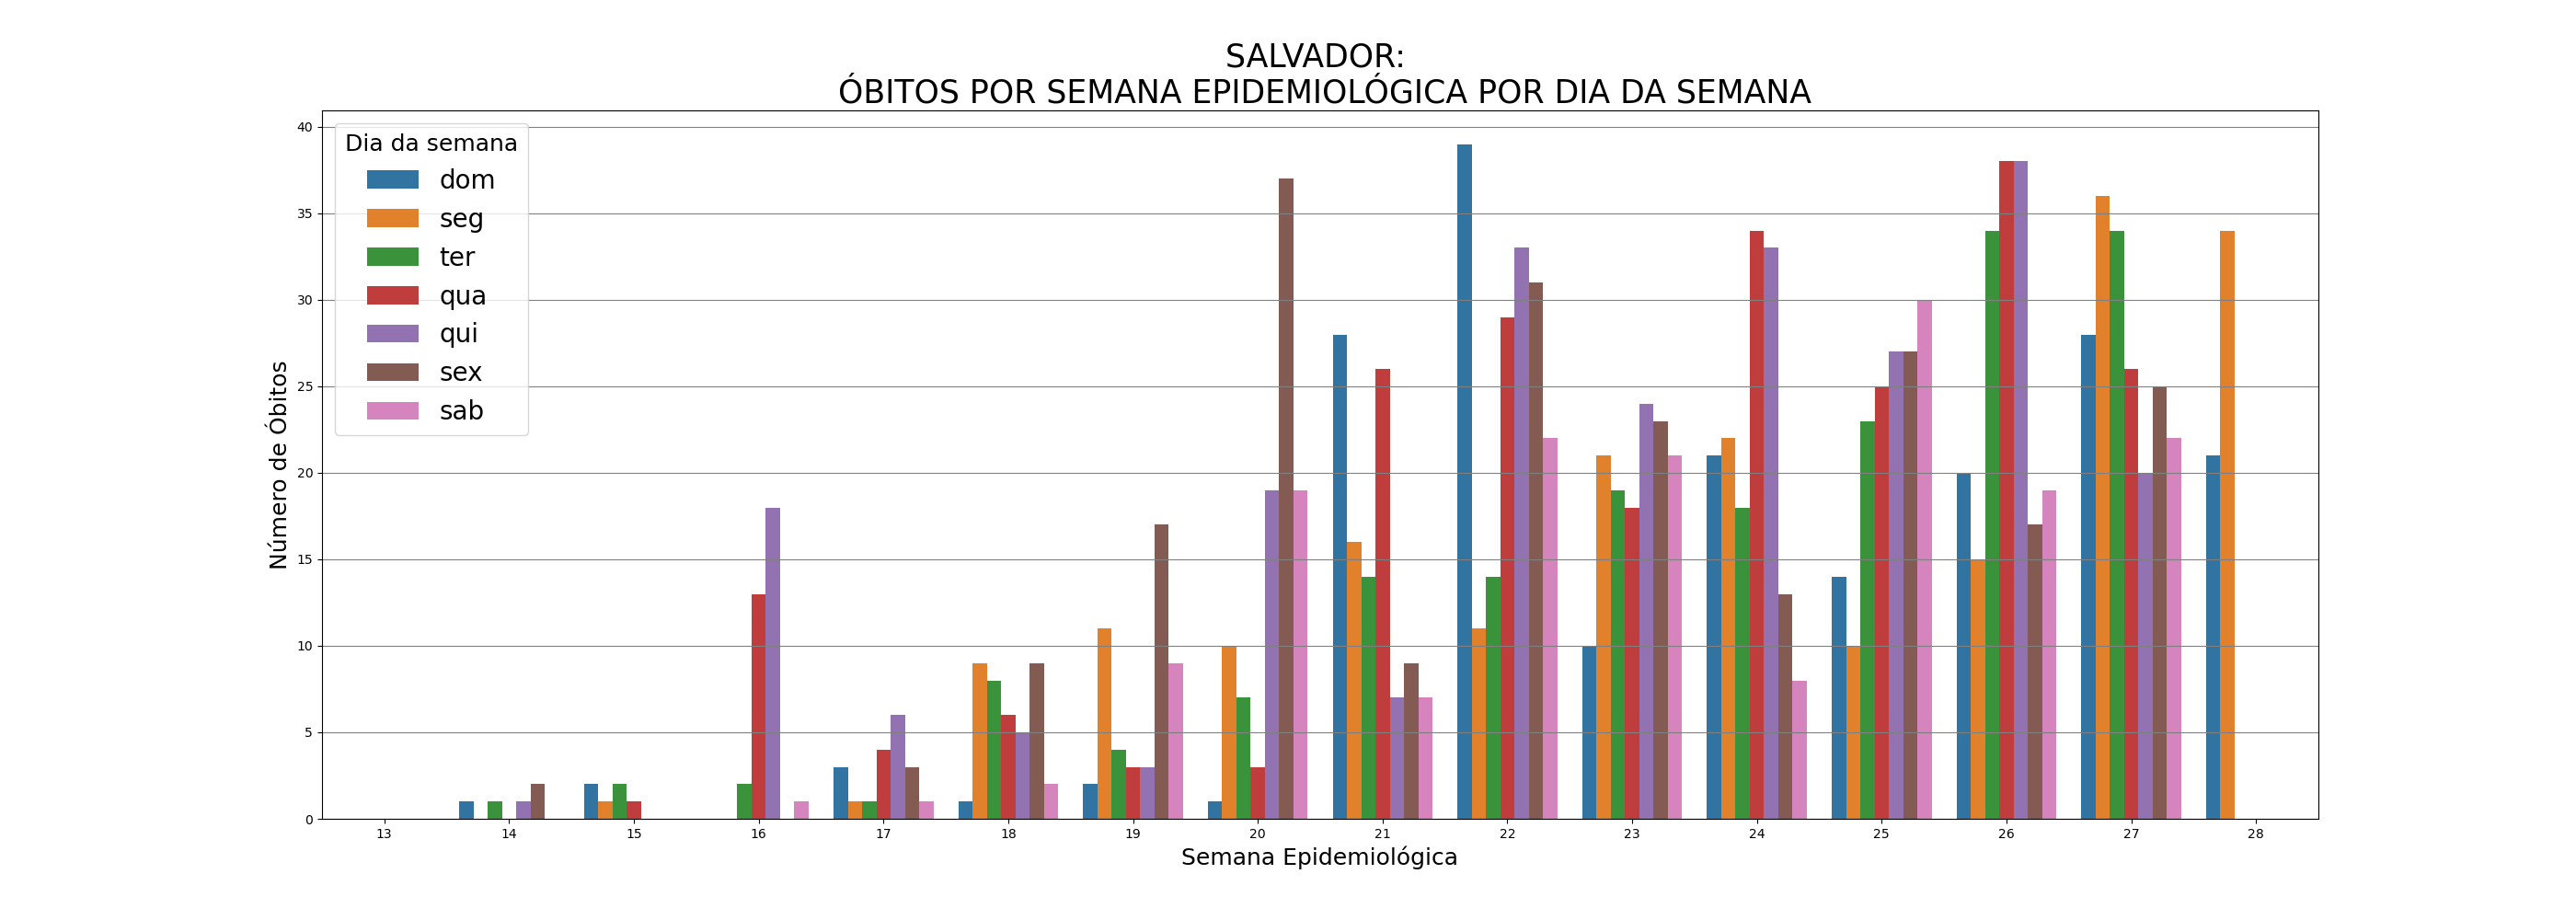 SALVADOR:
ÓBITOS POR SEMANA EPIDEMIOLÓGICA POR DIA DA SEMANA
Número de Óbitos
40
35
30
25
20
15
10
5
0
Dia da semana
dom
seg
ter
qua
qui
sex
sab
13 14 15 16 17 18 19 20 21 22 23 24 25 26 27 28
Semana Epidemiológica